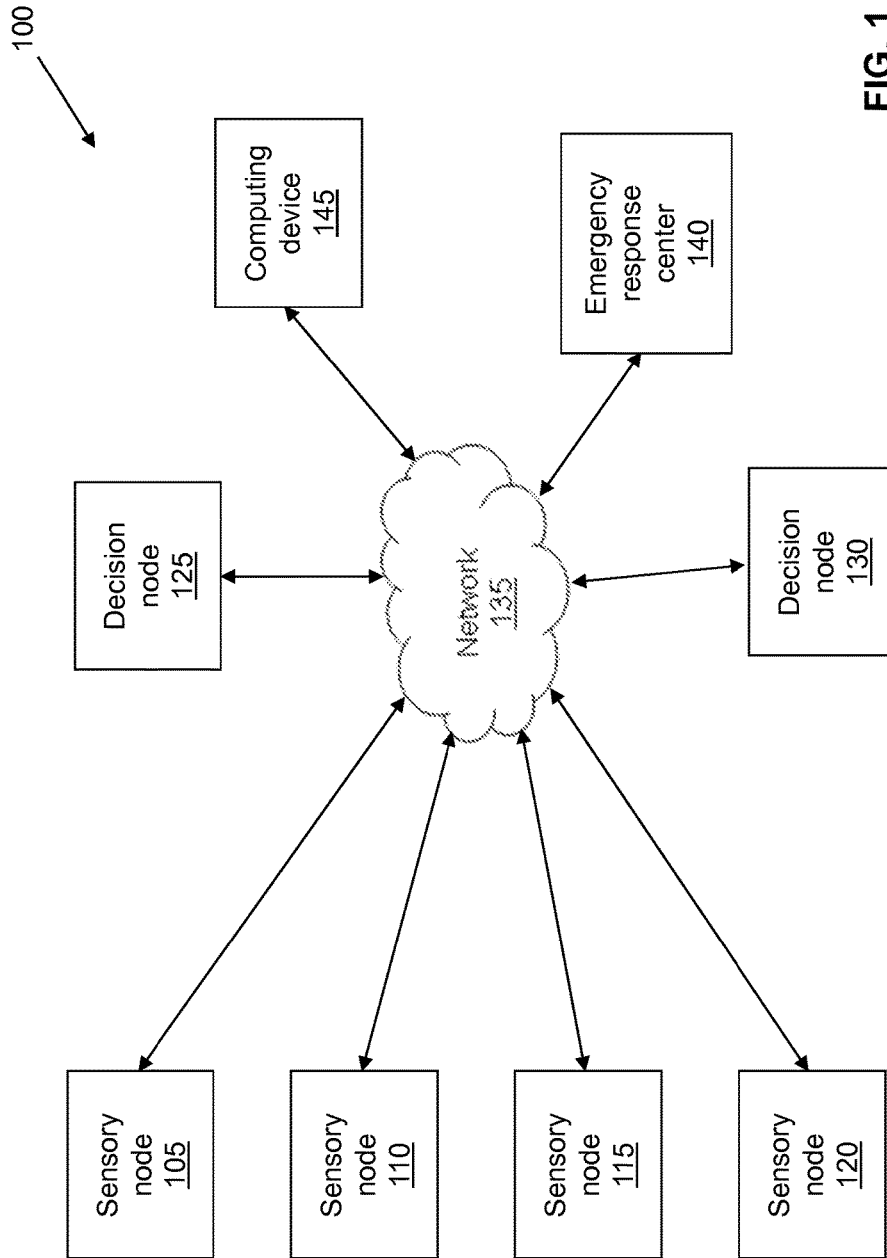 100
Sensory
node
105
Sensory
node
110
Sensory
node
115
Sensory
node
120
Decision
node
125
Network
135
Decision
node
130
Computing
device
145
Emergency
response
center
140
FIG. 1